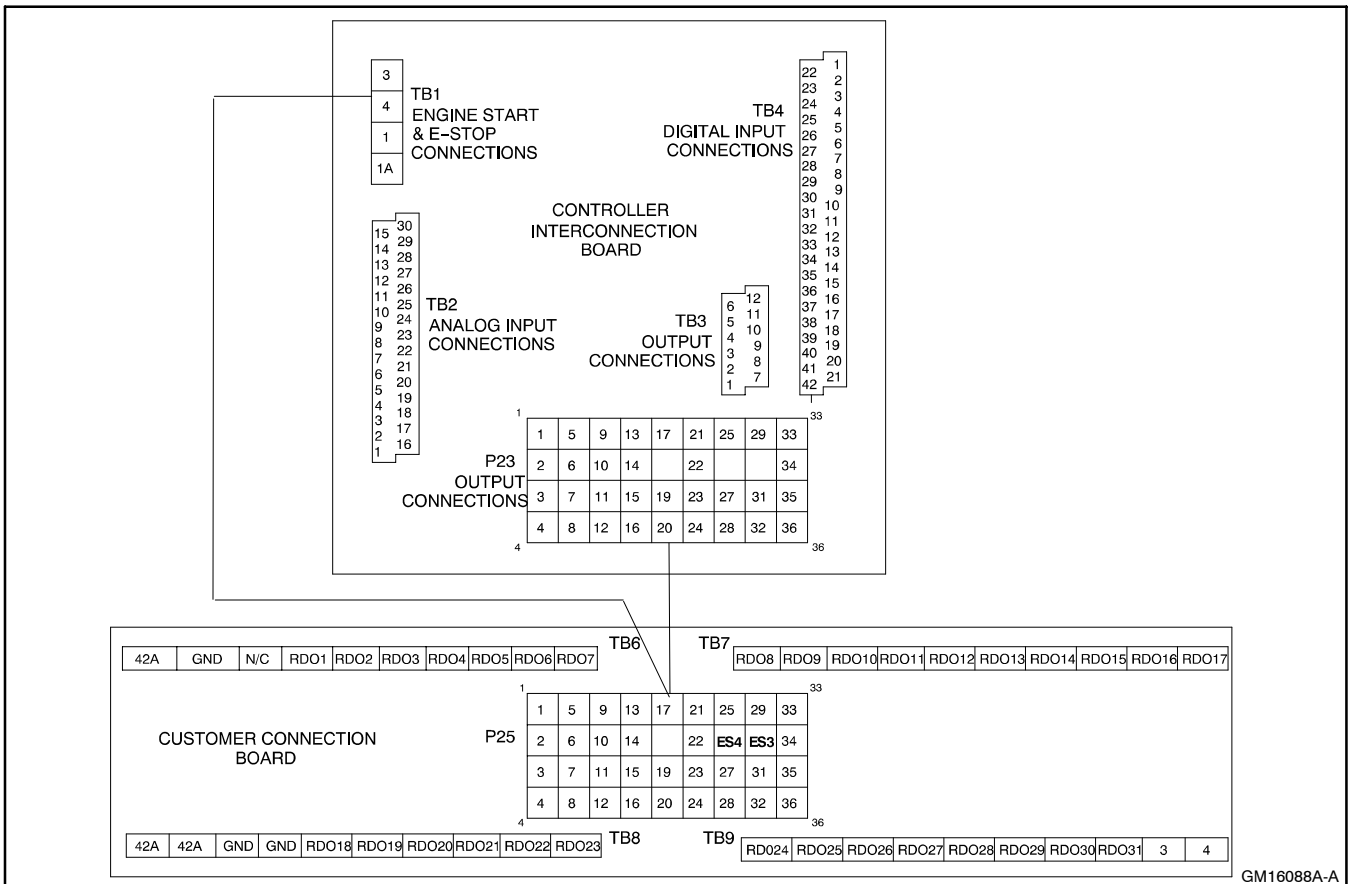 3
4
1
1A
TB1
ENGINE START
& E-STOP
CONNECTIONS
TB4
DIGITAL INPUT
CONNECTIONS
22 1
23 2
24 3
25 4
26 5
27 6
28 7
29 8
30 9
31 10
32 11
33 12
34 13
35 14
36 15
37 16
38 17
39 18
40 19
41 20
42 21
CONTROLLER
INTERCONNECTION
BOARD
15 30
14 29
13 28
12 27
11 26
10 25
9 24
8 23
7 22
6 21
5 20
4 19
3 18
2 17
1 16
TB2
ANALOG INPUT
CONNECTIONS
TB3
OUTPUT
CONNECTIONS
6 12
5 11
4 10
3 9
2 8
1 7
P23
OUTPUT
CONNECTIONS
1 33
1 5 9 13 17 21 25 29 33
2 6 10 14 22 34
3 7 11 15 19 23 27 31 35
4 8 12 16 20 24 28 32 36
4 36
TB6 TB7
42A GND N/C RDO1 RDO2 RDO3 RDO4 RDO5 RDO6 RDO7
RDO8 RDO9 RDO10 RDO11 RDO12 RDO13 RDO14 RDO15 RDO16 RDO17
CUSTOMER CONNECTION
BOARD
P25
1 33
1 5 9 13 17 21 25 29 33
2 6 10 14 22 ES4 ES3 34
3 7 11 15 19 23 27 31 35
4 8 12 16 20 24 28 32 36
4 36
TB8 TB9
42A 42A GND GND RDO18 RDO19 RDO20 RDO21 RDO22 RDO23
RD024 RDO25 RDO26 RDO27 RDO28 RDO29 RDO30 RDO31 3 4
GM16088A-A